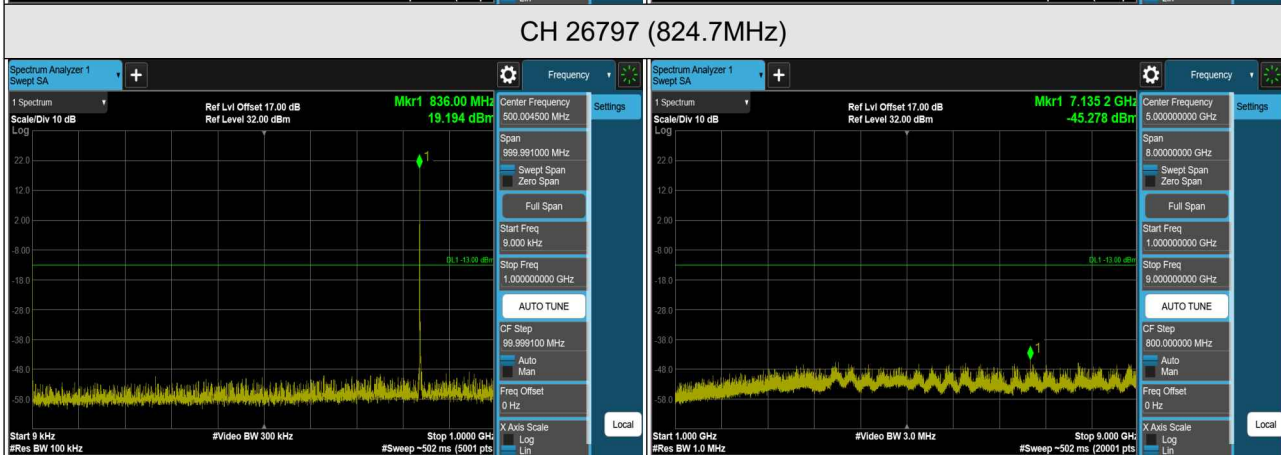 Lin
Lin
CH 26797 (824.7MHz)
Spectrum Analyzer 1
Swept SA
+
Frequency
1 Spectrum
Scale/Div 10 dB
Log
Ref Lvl Offset 17.00 dB
Ref Level 32.00 dBm
Mkr1 836.00 MHz
19.194 dBm
1
22.0
12.0
2.00
-8.00
-18.0
-28.0
-38.0
-48.0
-58.0
DL1 -13.00 dBm
Start 9 kHz
#Res BW 100 kHz
#Video BW 300 kHz
Stop 1.0000 GHz
#Sweep ~502 ms (5001 pts
Center Frequency
500.004500 MHz
Settings
Span
999.991000 MHz
Swept Span
Zero Span
Full Span
Start Freq
9.000 kHz
Stop Freq
1.000000000 GHz
AUTO TUNE
CF Step
99.999100 MHz
Auto
Man
Freq Offset
0 Hz
X Axis Scale
Log
Lin
Local
Spectrum Analyzer 1
Swept SA
+
Frequency
1 Spectrum
Scale/Div 10 dB
Log
Ref Lvl Offset 17.00 dB
Ref Level 32.00 dBm
Mkr1 7.135 2 GHz
-45.278 dBm
1
22.0
12.0
2.00
-8.00
-18.0
-28.0
-38.0
-48.0
-58.0
DL1 -13.00 dBm
Start 1.000 GHz
#Res BW 1.0 MHz
#Video BW 3.0 MHz
Stop 9.000 GHz
#Sweep ~502 ms (20001 pts
Center Frequency
5.00000000 GHz
Settings
Span
8.00000000 GHz
Swept Span
Zero Span
Full Span
Start Freq
1.000000000 GHz
Stop Freq
9.000000000 GHz
AUTO TUNE
CF Step
800.000000 MHz
Auto
Man
Freq Offset
0 Hz
X Axis Scale
Log
Lin
Local